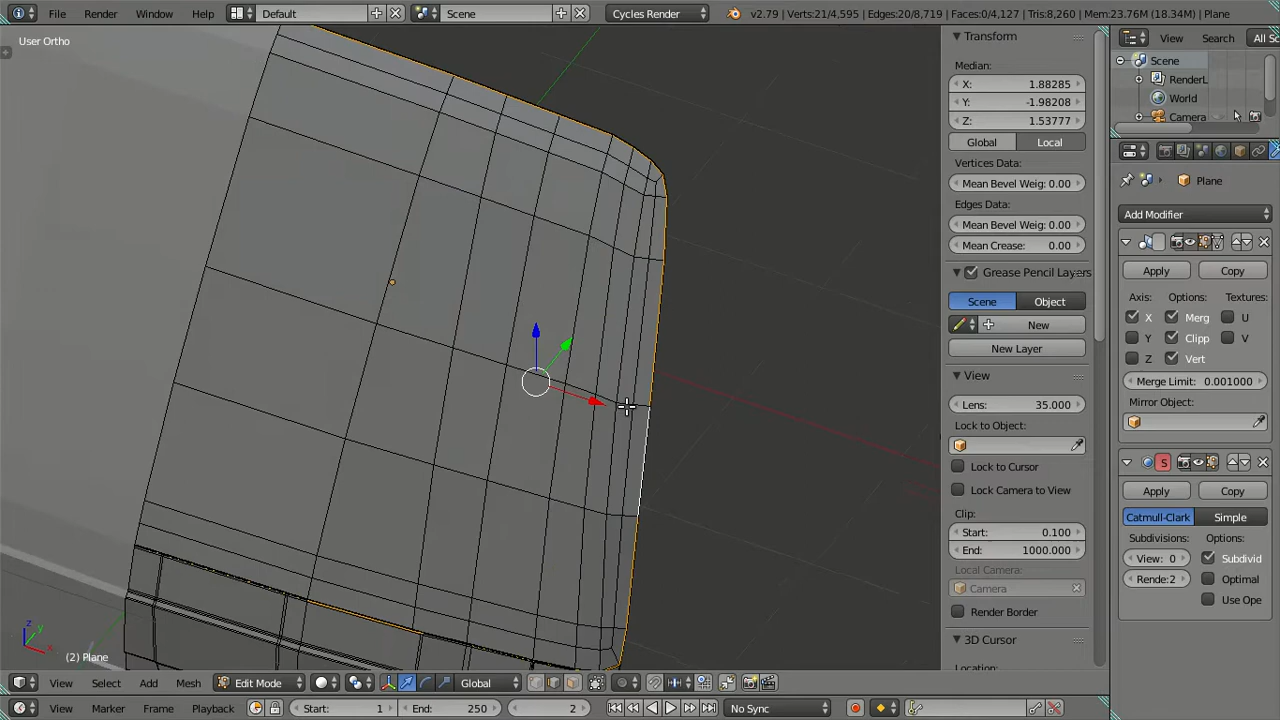 File Render Window Help Default Scene Cycles Render v2.79 | Verts:21/4,595 | Edges:20/8,719 | Faces:0/4,127 | Tris:8,260 | Mem:23.76M (18.34M) | Plane
User Ortho
Transform
Median:
X: 1.88285
Y: -1.98208
Z: 1.53777
Global Local
Vertices Data:
Mean Bevel Weig: 0.00
Edges Data:
Mean Bevel Weig: 0.00
Mean Crease: 0.00
Grease Pencil Layers
Scene Object
New
New Layer
View
Lens: 35.000
Lock to Object:
Lock to Cursor
Lock Camera to View
Clip:
Start: 0.100
End: 1000.000
Local Camera:
Camera
Render Border
3D Cursor
Location:
View Search All Sc
Scene
RenderL
World
Camera
Plane
Add Modifier
Apply Copy
Axis: Options: Textures:
X Merg U
Y Clipp V
Z Vert
Merge Limit: 0.001000
Mirror Object:
S
Apply Copy
Catmull-Clark Simple
Subdivisions: Options:
View: 0 Subdivid
Rende:2 Optimal
Use Ope
z y x
(2) Plane
View Select Add Mesh Edit Mode Global
View Marker Frame Playback Start: 1 End: 250 2 No Sync